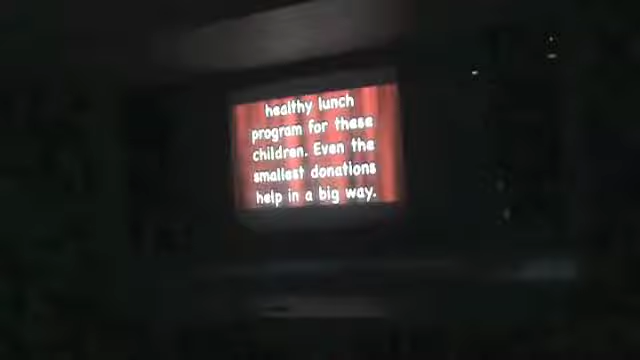 healthy lunch
program for these
children. Even the
smallest donations
help in a big way.